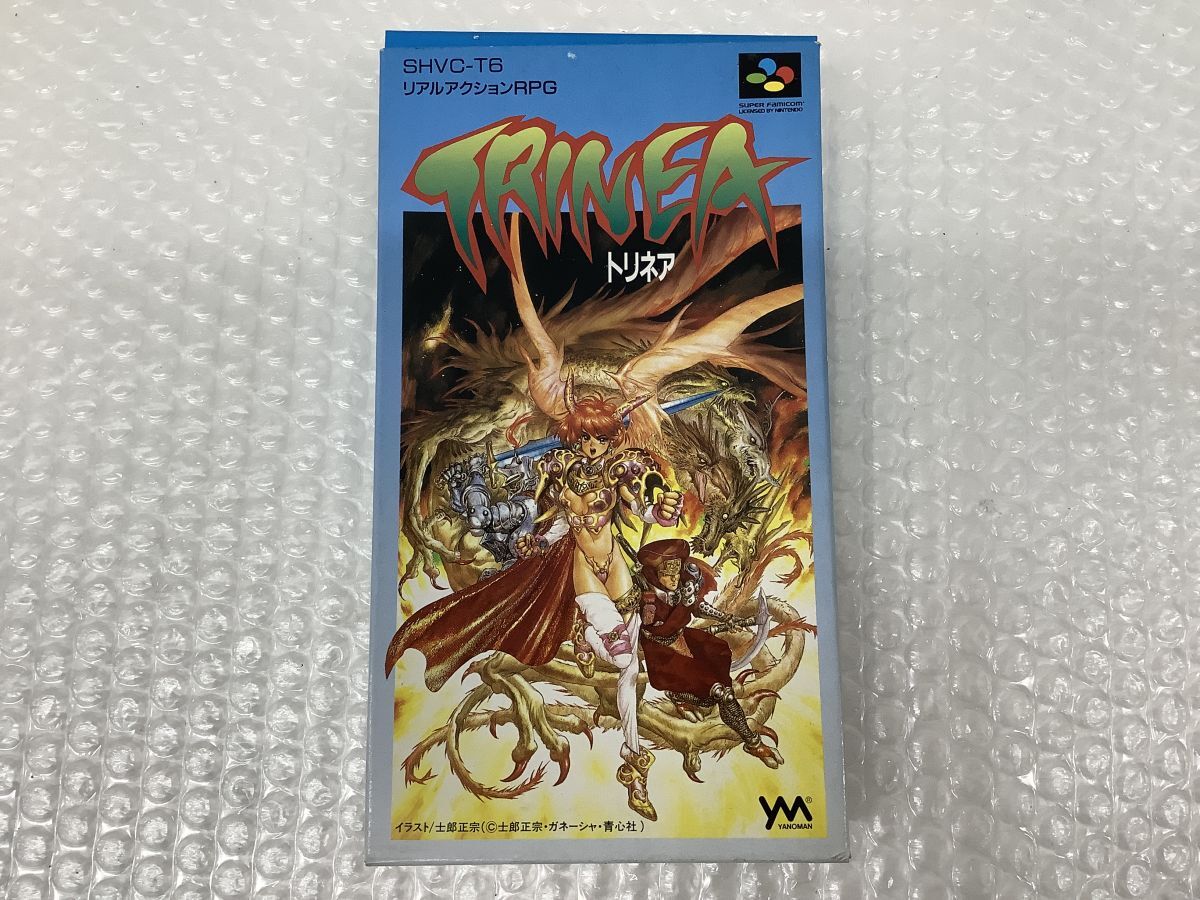 SHVC-T6
リアルアクションRPG
SUPER FAMICOM
LICENSED BY NINTENDO
TRINEA
トリネア
イラスト/士郎正宗(©士郎正宗・ガネーシャ・青心社)
YM®
YANOMAN